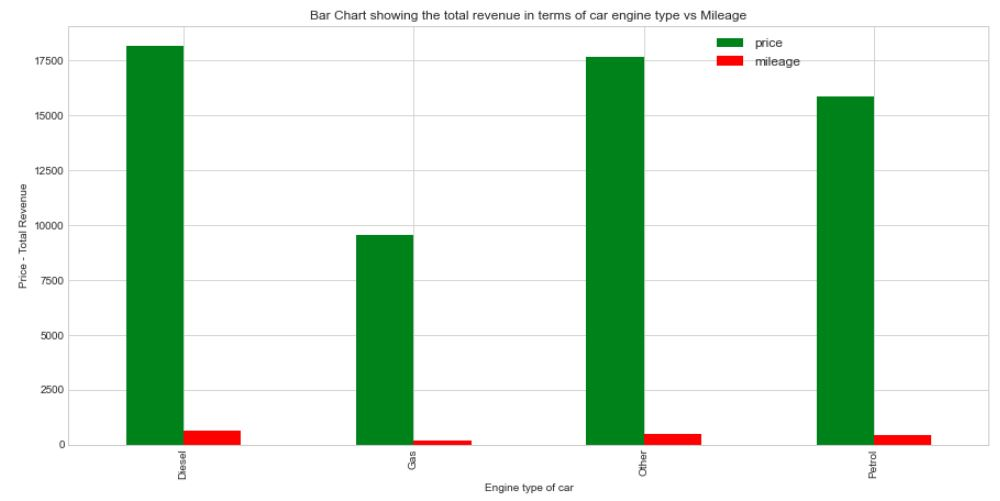 Bar Chart showing the total revenue in terms of car engine type vs Mileage
price
mileage
Price - Total Revenue
17500
15000
12500
10000
7500
5000
2500
0
Diesel
Gas
Other
Petrol
Engine type of car